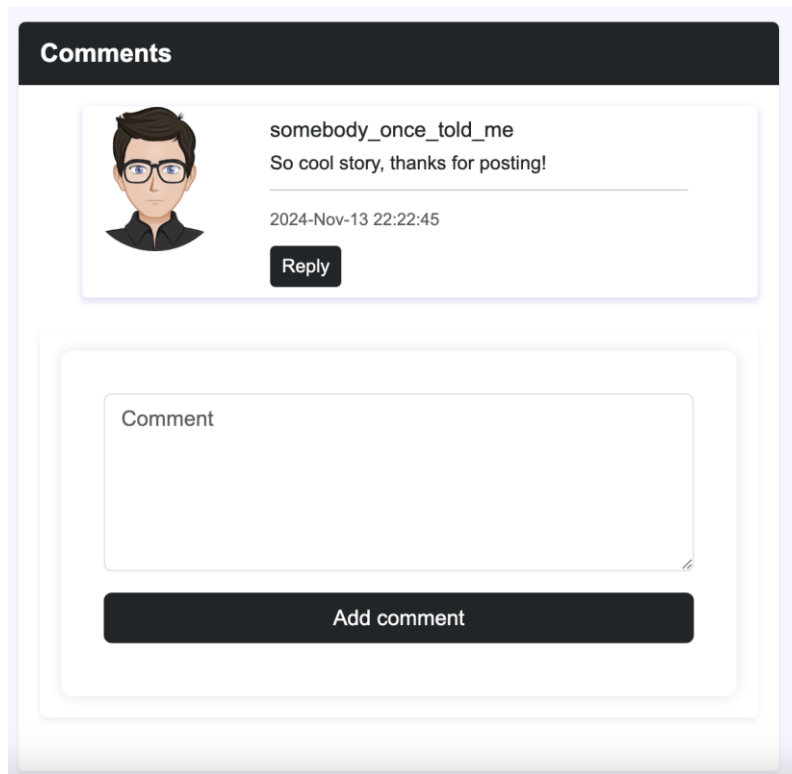 Comments
somebody_once_told_me
So cool story, thanks for posting!
2024-Nov-13 22:22:45
Reply
Comment
Add comment